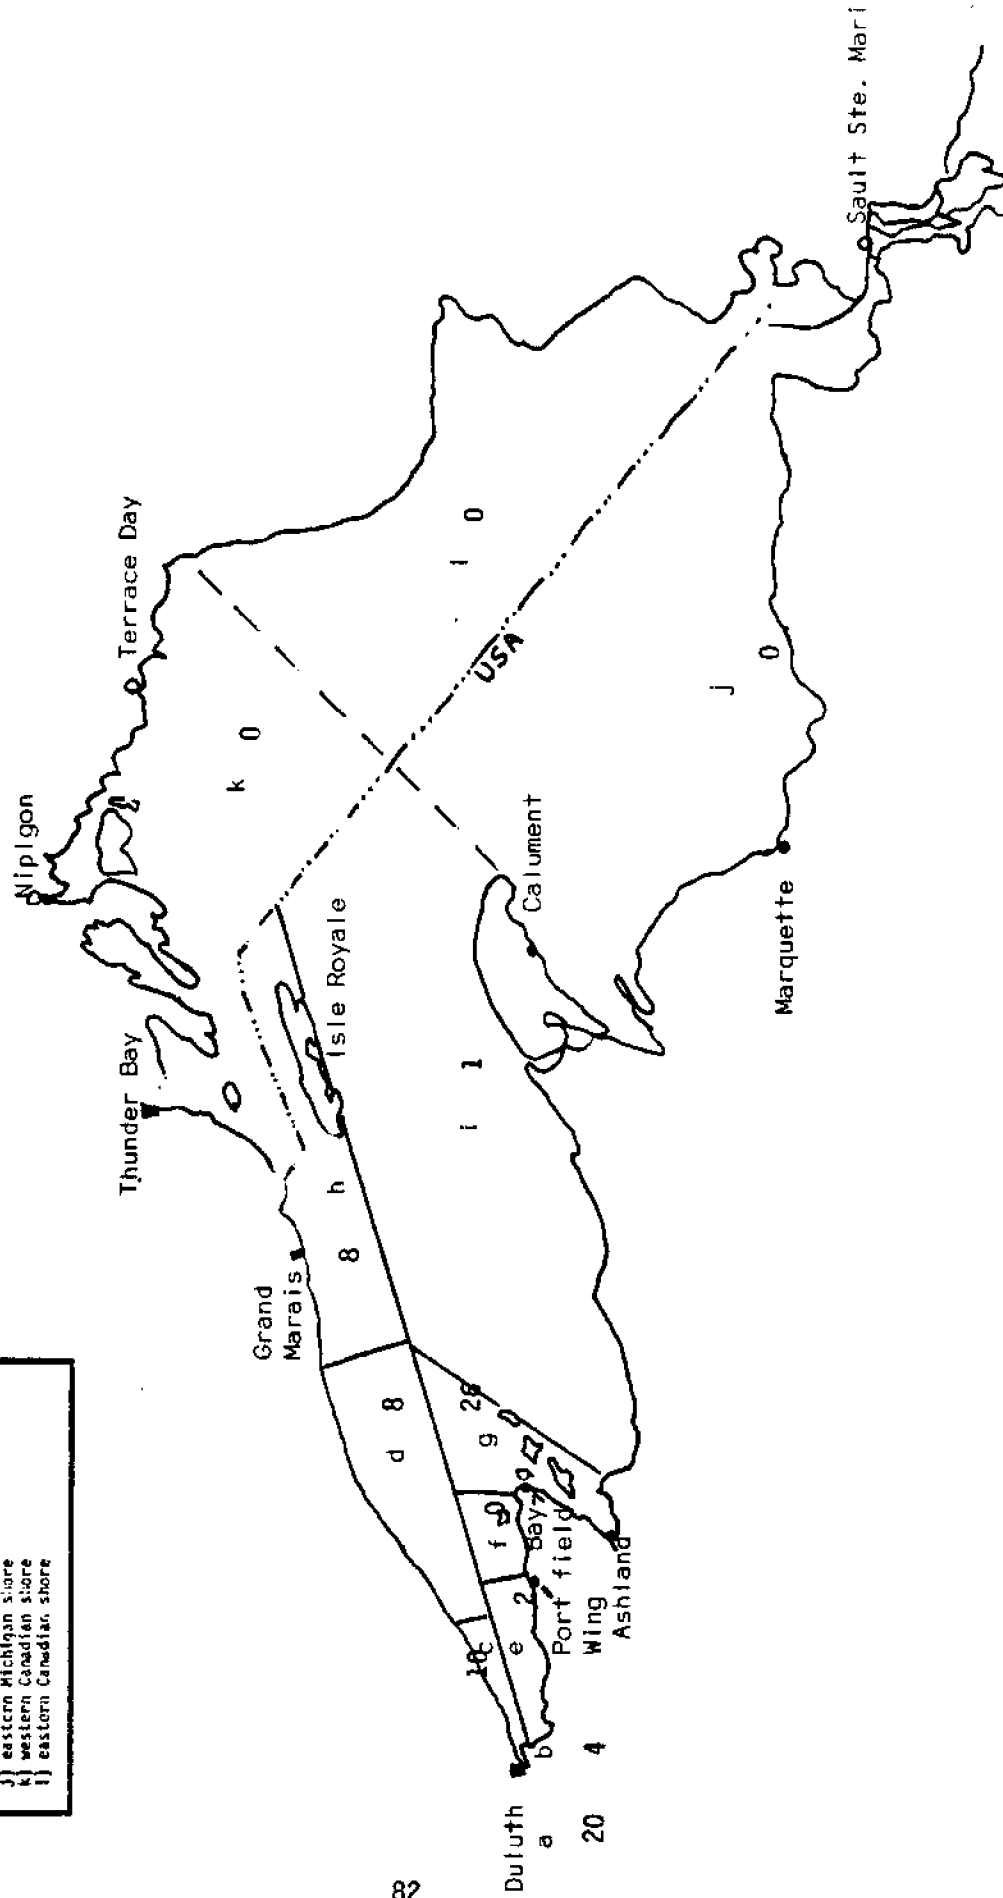 j) eastern Michigan shore
k) western Canadian shore
l) eastern Canadian shore
Niplgon
Terrace Day
Thunder Bay
k 0
l 0
Sault Ste. Mari
Isle Royale
USA
Grand
Marais
h
8
i 1
Calument
j 0
Marquette
d 8
g 28
f 0
c
e 2
Bay
Port field
Wing
Ashland
b
4
Duluth
a
20
82